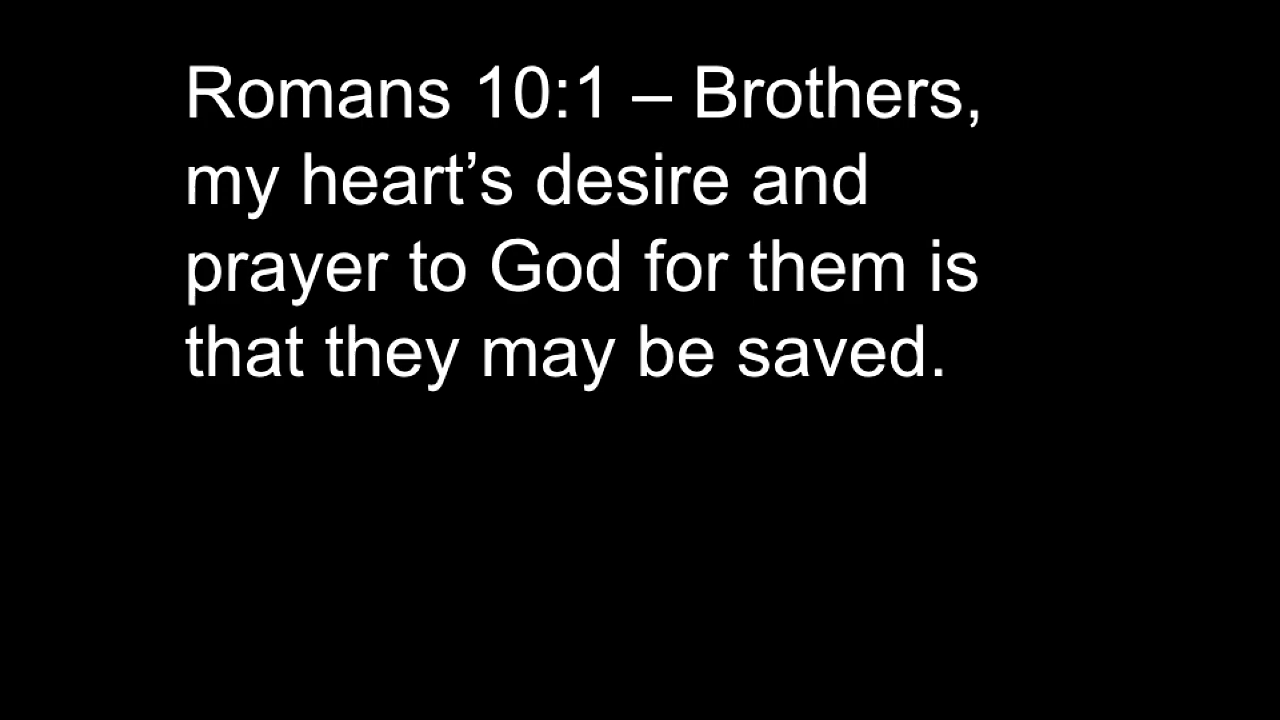 Romans 10:1 – Brothers,
my heart’s desire and
prayer to God for them is
that they may be saved.